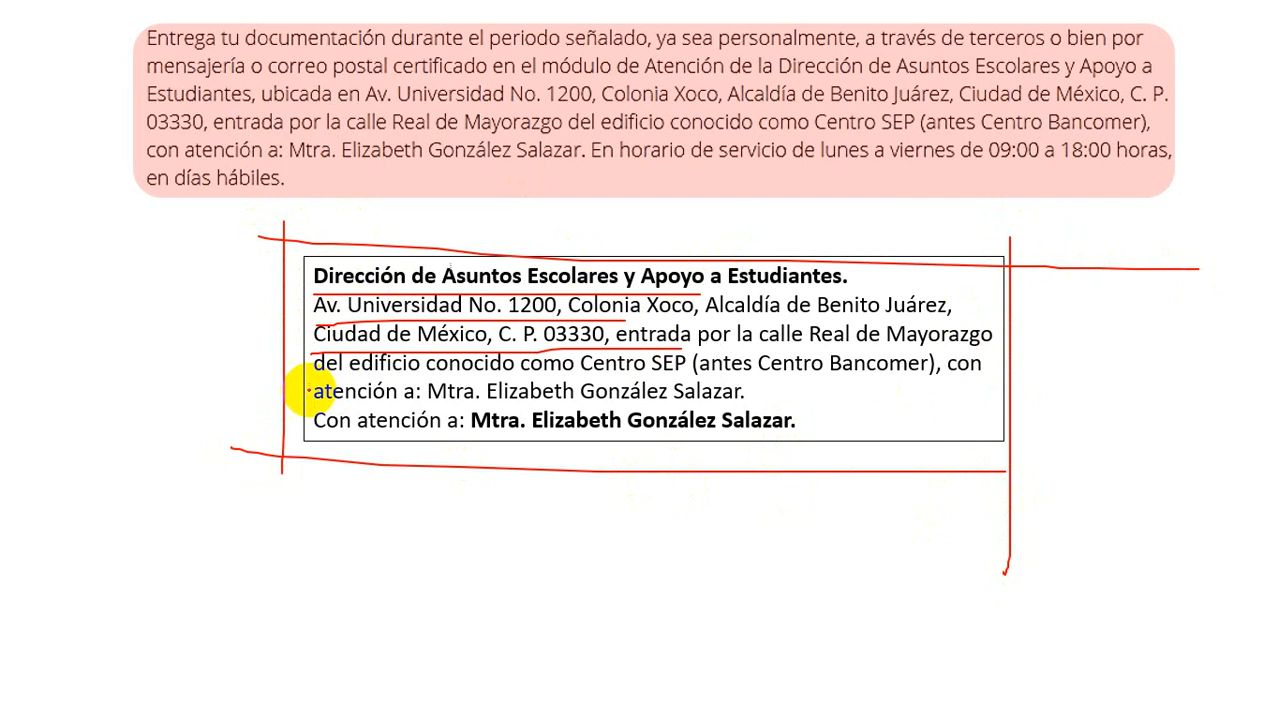 Entrega tu documentación durante el periodo señalado, ya sea personalmente, a través de terceros o bien por
mensajería o correo postal certificado en el módulo de Atención de la Dirección de Asuntos Escolares y Apoyo a
Estudiantes, ubicada en Av. Universidad No. 1200, Colonia Xoco, Alcaldía de Benito Juárez, Ciudad de México, C. P.
03330, entrada por la calle Real de Mayorazgo del edificio conocido como Centro SEP (antes Centro Bancomer),
con atención a: Mtra. Elizabeth González Salazar. En horario de servicio de lunes a viernes de 09:00 a 18:00 horas,
en días hábiles.
Dirección de Asuntos Escolares y Apoyo a Estudiantes.
Av. Universidad No. 1200, Colonia Xoco, Alcaldía de Benito Juárez,
Ciudad de México, C. P. 03330, entrada por la calle Real de Mayorazgo
del edificio conocido como Centro SEP (antes Centro Bancomer), con
atención a: Mtra. Elizabeth González Salazar.
Con atención a: Mtra. Elizabeth González Salazar.